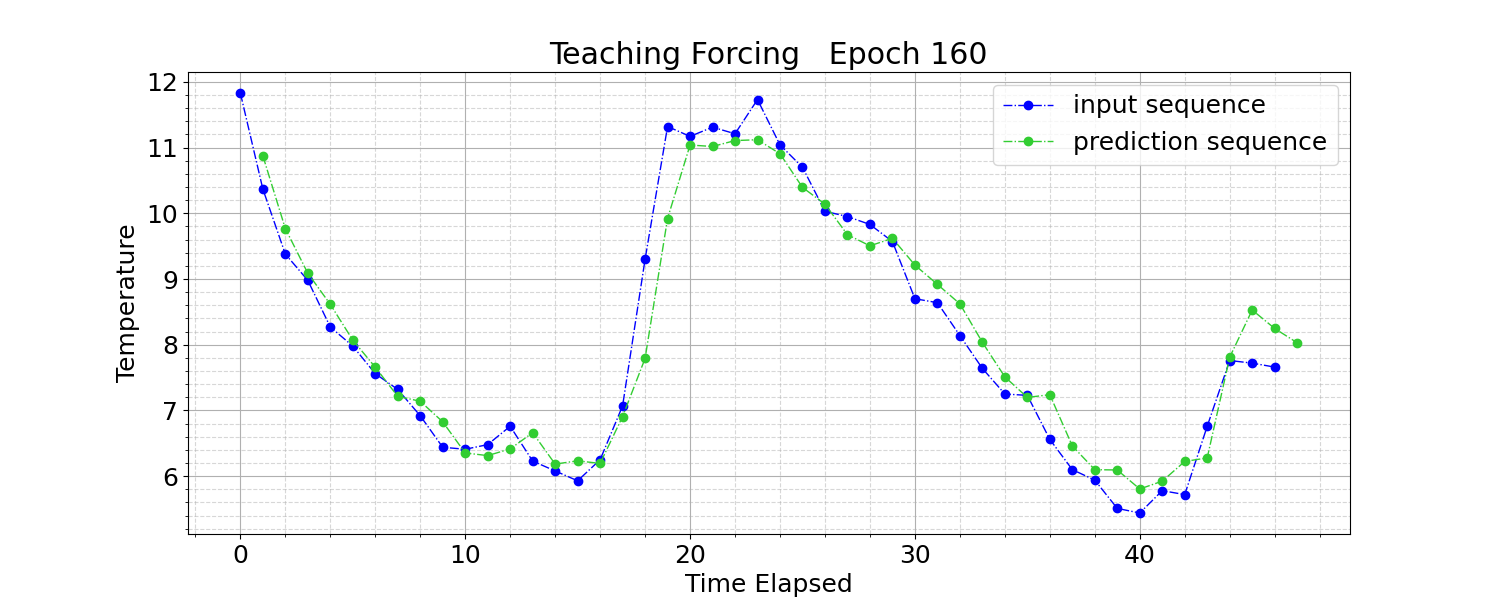 Teaching Forcing   Epoch 160
input sequence
prediction sequence
Temperature
12
11
10
9
8
7
6
0 10 20 30 40
Time Elapsed